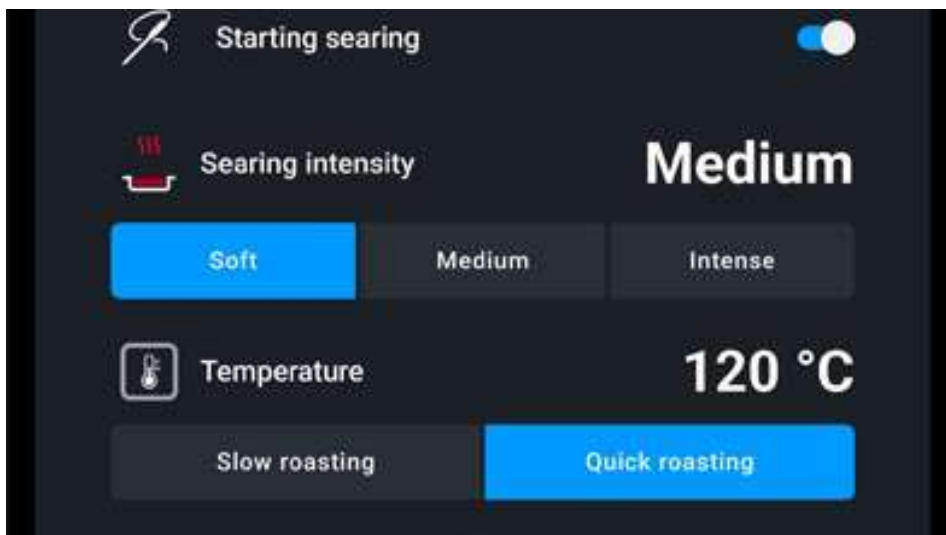 Starting searing
Searing intensity Medium
Soft Medium Intense
Temperature 120 °C
Slow roasting Quick roasting